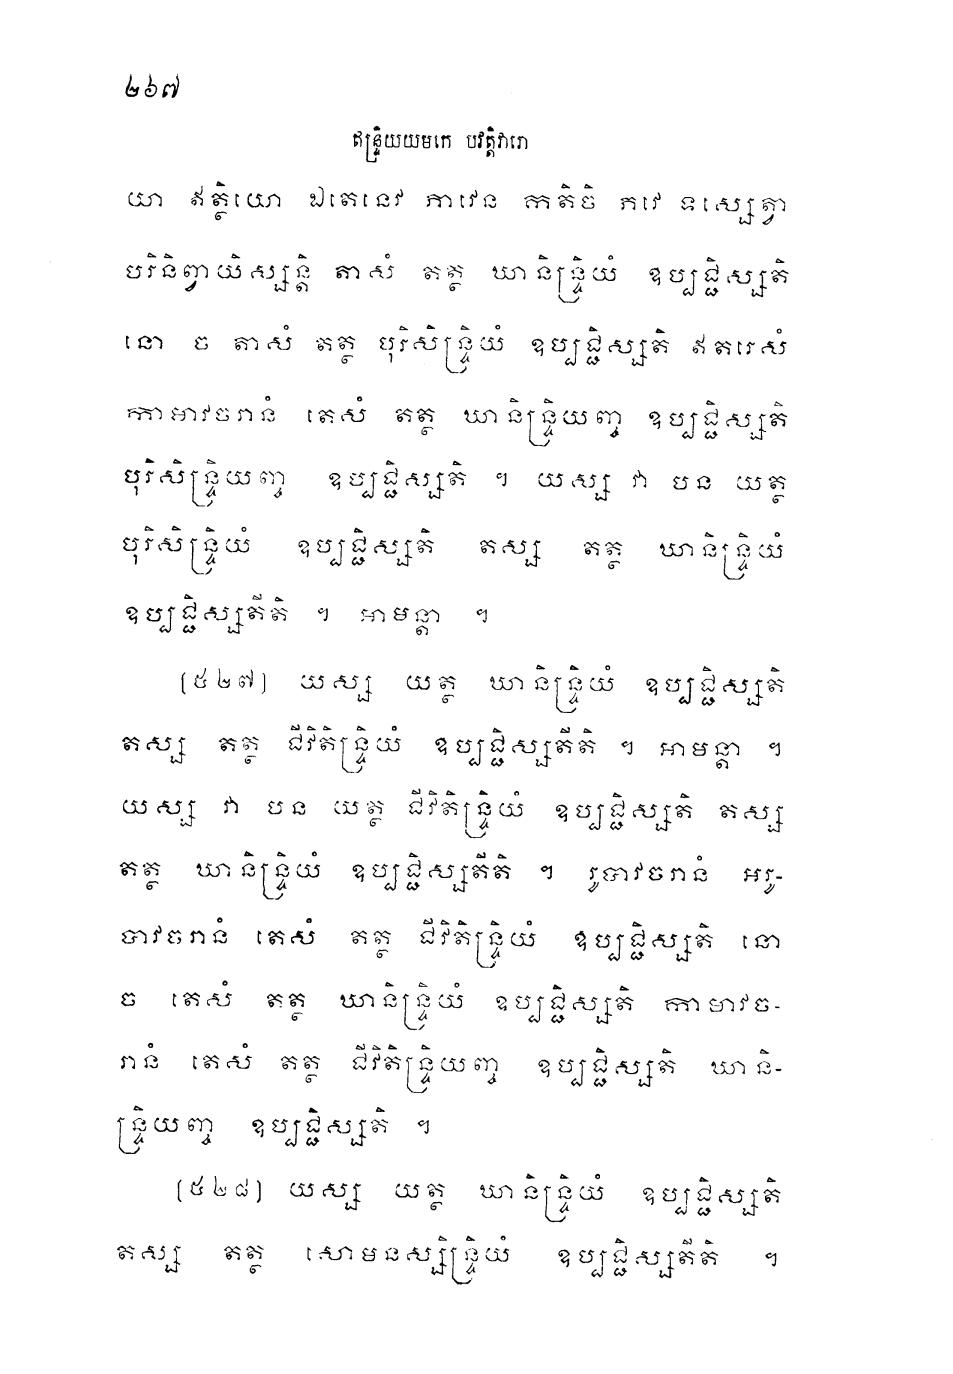 ២៦៧
ឥន្ទ្រិយយមកេ បវត្តិវារោ
យា ឥត្ថិយោ ឯតេនេវ ភាវេន កតិចិ ភវេ ទស្សេត្វា
បរិនិព្វាយិស្សន្តិ តាសំ តត្ថ ឃានិន្ទ្រិយំ ឧប្បជ្ជិស្សតិ
នោ ច តាសំ តត្ថ បុរិសិន្ទ្រិយំ ឧប្បជ្ជិស្សតិ ឥតរេសំ
កាមាវចរានំ តេសំ តត្ថ ឃានិន្ទ្រិយញ្ច ឧប្បជ្ជិស្សតិ
បុរិសិន្ទ្រិយញ្ច ឧប្បជ្ជិស្សតិ ។ យស្ស វា បន យត្ថ
បុរិសិន្ទ្រិយំ ឧប្បជ្ជិស្សតិ តស្ស តត្ថ ឃានិន្ទ្រិយំ
ឧប្បជ្ជិស្សតីតិ ។ អាមន្តា ។
(៥២៧) យស្ស យត្ថ ឃានិន្ទ្រិយំ ឧប្បជ្ជិស្សតិ
តស្ស តត្ថ ជីវិតិន្ទ្រិយំ ឧប្បជ្ជិស្សតីតិ ។ អាមន្តា ។
យស្ស វា បន យត្ថ ជីវិតិន្ទ្រិយំ ឧប្បជ្ជិស្សតិ តស្ស
តត្ថ ឃានិន្ទ្រិយំ ឧប្បជ្ជិស្សតីតិ ។ រូបាវចរានំ អរូ-
បាវចរានំ តេសំ តត្ថ ជីវិតិន្ទ្រិយំ ឧប្បជ្ជិស្សតិ នោ
ច តេសំ តត្ថ ឃានិន្ទ្រិយំ ឧប្បជ្ជិស្សតិ កាមាវច-
រានំ តេសំ តត្ថ ជីវិតិន្ទ្រិយញ្ច ឧប្បជ្ជិស្សតិ ឃានិ-
ន្ទ្រិយញ្ច ឧប្បជ្ជិស្សតិ ។
(៥២៨) យស្ស យត្ថ ឃានិន្ទ្រិយំ ឧប្បជ្ជិស្សតិ
តស្ស តត្ថ សោមនស្សិន្ទ្រិយំ ឧប្បជ្ជិស្សតីតិ ។